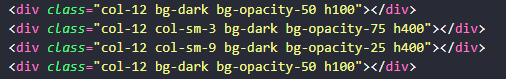 <div class="col-12 bg-dark bg-opacity-50 h100"></div>
<div class="col-12 col-sm-3 bg-dark bg-opacity-75 h400"></div>
<div class="col-12 col-sm-9 bg-dark bg-opacity-25 h400"></div>
<div class="col-12 bg-dark bg-opacity-50 h100"></div>